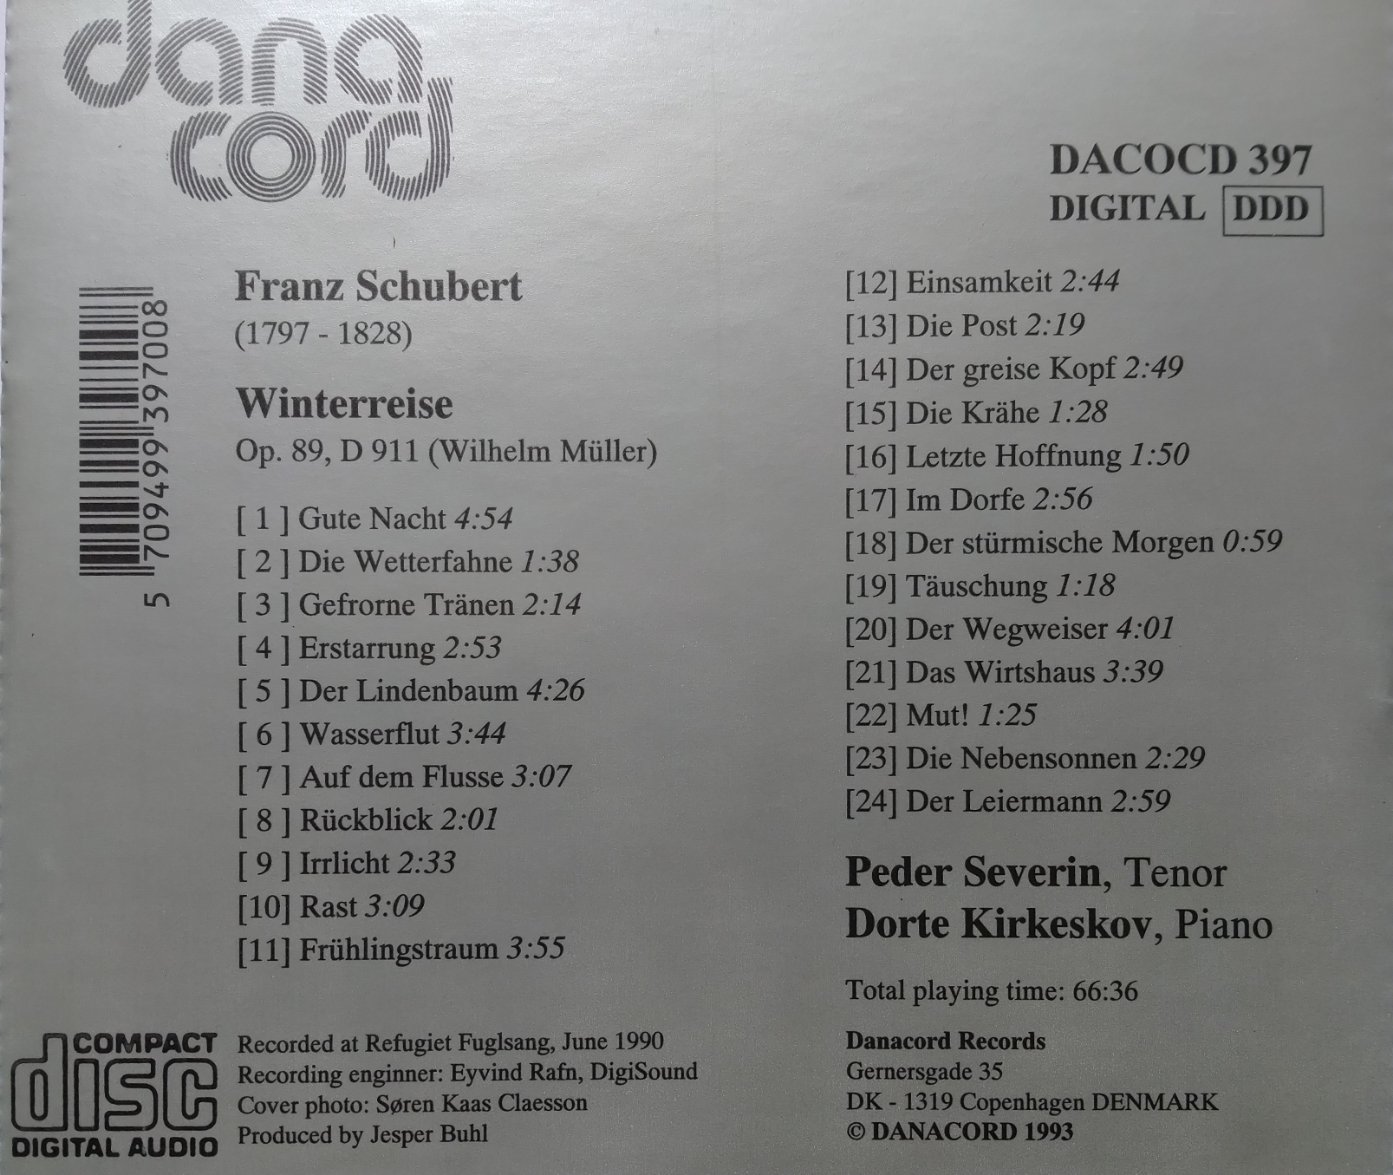 dana
cord
DACOCD 397
DIGITAL DDD
5 709499 397008
Franz Schubert
(1797 - 1828)
Winterreise
Op. 89, D 911 (Wilhelm Müller)
[ 1 ] Gute Nacht 4:54
[ 2 ] Die Wetterfahne 1:38
[ 3 ] Gefrorne Tränen 2:14
[ 4 ] Erstarrung 2:53
[ 5 ] Der Lindenbaum 4:26
[ 6 ] Wasserflut 3:44
[ 7 ] Auf dem Flusse 3:07
[ 8 ] Rückblick 2:01
[ 9 ] Irrlicht 2:33
[10] Rast 3:09
[11] Frühlingstraum 3:55
[12] Einsamkeit 2:44
[13] Die Post 2:19
[14] Der greise Kopf 2:49
[15] Die Krähe 1:28
[16] Letzte Hoffnung 1:50
[17] Im Dorfe 2:56
[18] Der stürmische Morgen 0:59
[19] Täuschung 1:18
[20] Der Wegweiser 4:01
[21] Das Wirtshaus 3:39
[22] Mut! 1:25
[23] Die Nebensonnen 2:29
[24] Der Leiermann 2:59
Peder Severin, Tenor
Dorte Kirkeskov, Piano
Total playing time: 66:36
COMPACT
disc
DIGITAL AUDIO
Recorded at Refugiet Fuglsang, June 1990
Recording enginner: Eyvind Rafn, DigiSound
Cover photo: Søren Kaas Claesson
Produced by Jesper Buhl
Danacord Records
Gernersgade 35
DK - 1319 Copenhagen DENMARK
© DANACORD 1993